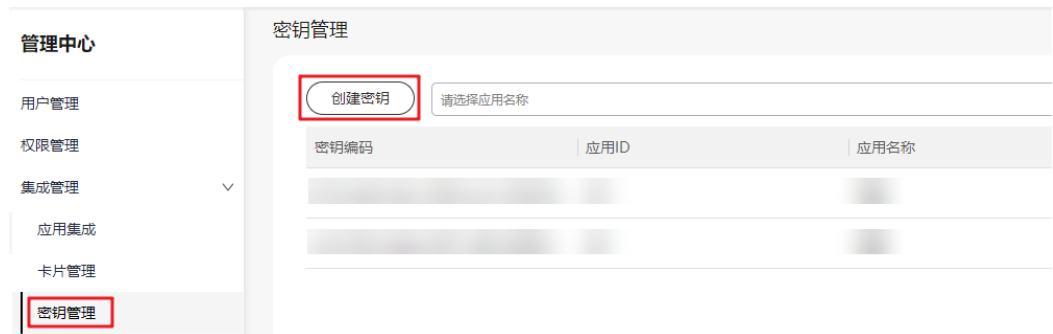 管理中心
用户管理
权限管理
集成管理
应用集成
卡片管理
密钥管理
密钥管理
创建密钥
请选择应用名称
密钥编码 应用ID 应用名称